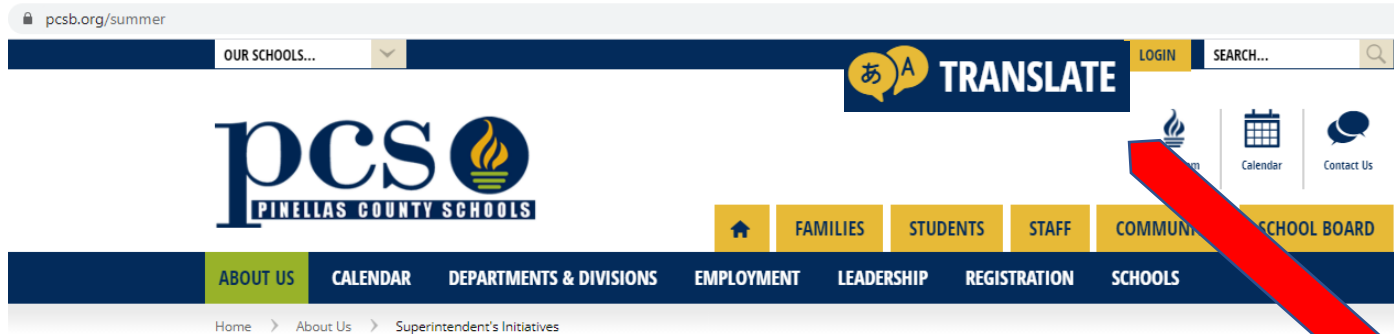 pcsb.org/summer
OUR SCHOOLS...
あA TRANSLATE
LOGIN
SEARCH...
pcs
PINELLAS COUNTY SCHOOLS
Calendar
Contact Us
FAMILIES STUDENTS STAFF SCHOOL BOARD
ABOUT US CALENDAR DEPARTMENTS & DIVISIONS EMPLOYMENT LEADERSHIP REGISTRATION SCHOOLS
Home > About Us > Superintendent's Initiatives